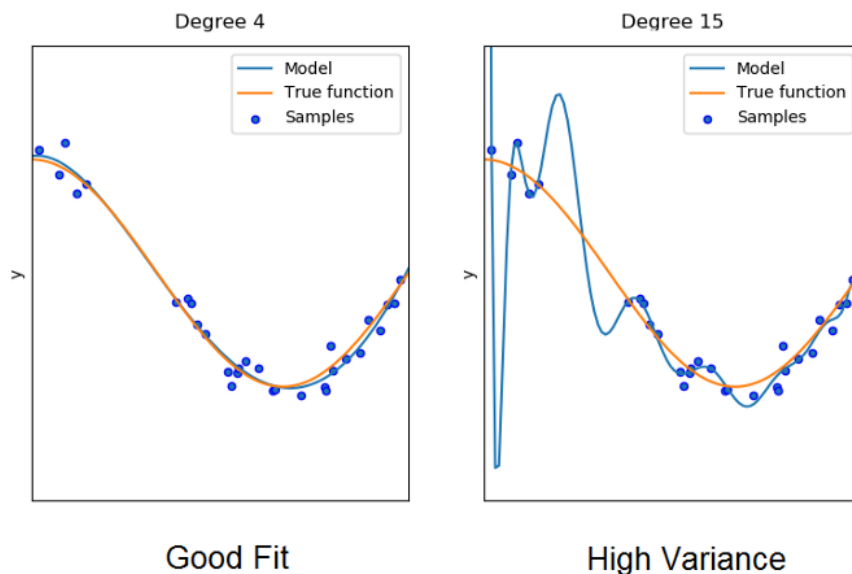 Degree 4
Model
True function
Samples
y
Good Fit
Degree 15
Model
True function
Samples
y
High Variance